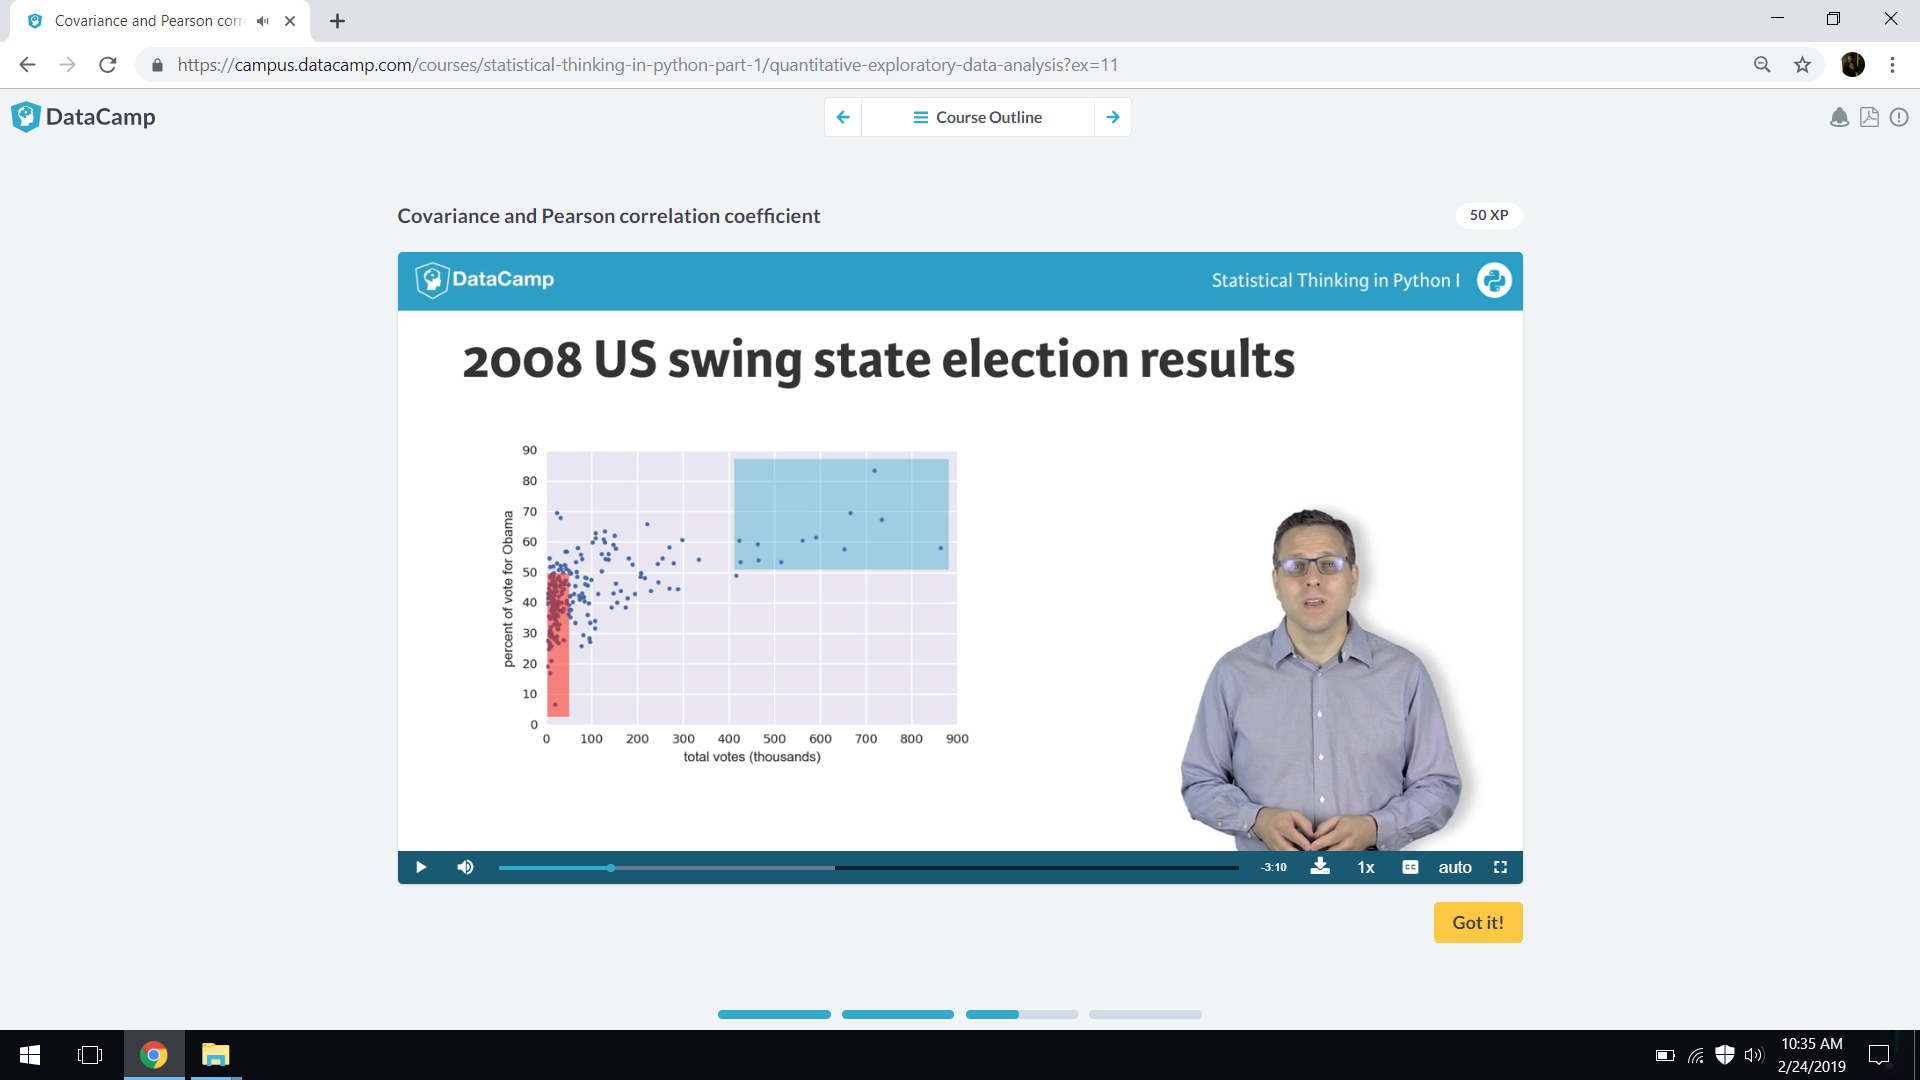 Covariance and Pearson corr
https://campus.datacamp.com/courses/statistical-thinking-in-python-part-1/quantitative-exploratory-data-analysis?ex=11
DataCamp
Course Outline
Covariance and Pearson correlation coefficient
50 XP
DataCamp
Statistical Thinking in Python I
2008 US swing state election results
90
80
70
60
50
40
30
20
10
0
percent of vote for Obama
0 100 200 300 400 500 600 700 800 900
total votes (thousands)
-3:10
1x
CC
auto
Got it!
10:35 AM
2/24/2019